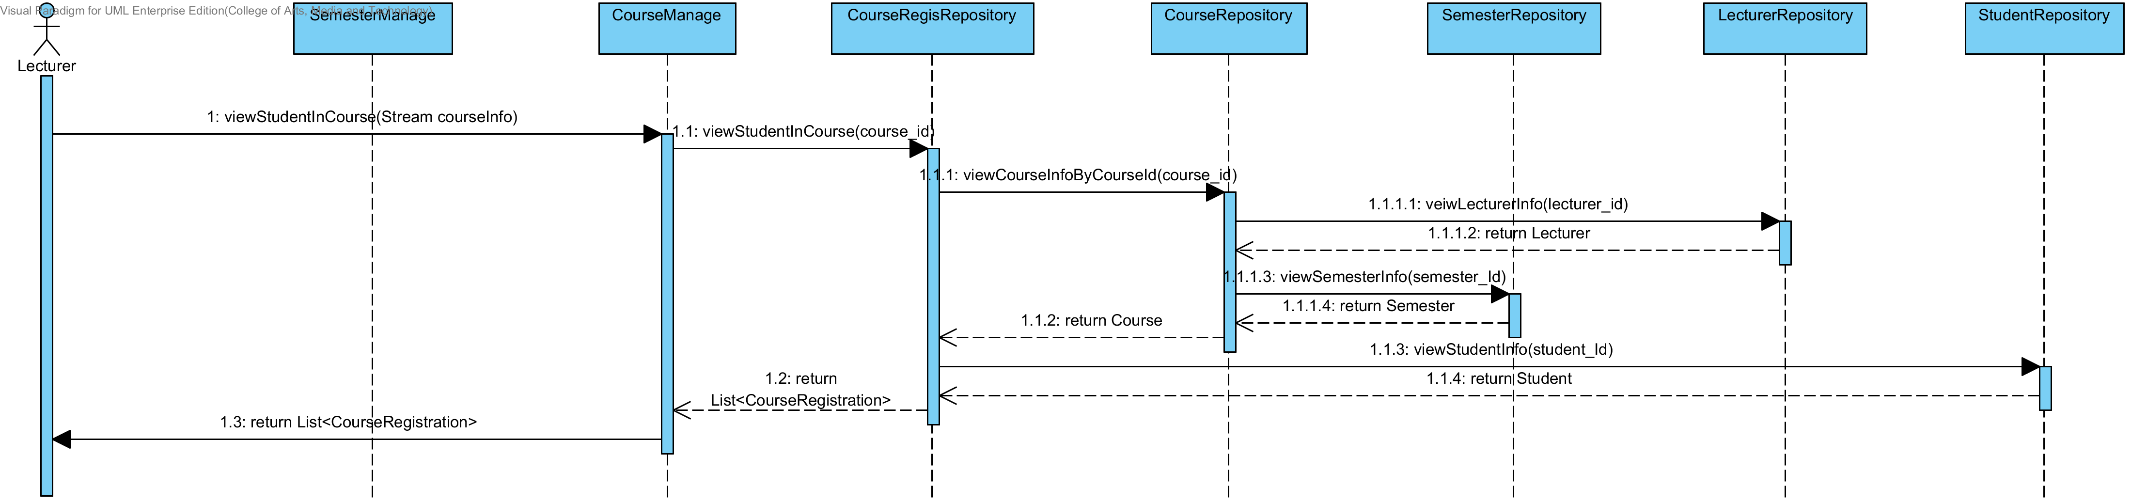 Visual Paradigm for UML Enterprise Edition(College of Arts, Media and Technology)
SemesterManage
CourseManage
CourseRegisRepository
CourseRepository
SemesterRepository
LecturerRepository
StudentRepository
Lecturer
1: viewStudentInCourse(Stream courseInfo)
1.1: viewStudentInCourse(course_id)
1.1.1: viewCourseInfoByCourseId(course_id)
1.1.1.1: veiwLecturerInfo(lecturer_id)
1.1.1.2: return Lecturer
1.1.1.3: viewSemesterInfo(semester_Id)
1.1.1.4: return Semester
1.1.2: return Course
1.1.3: viewStudentInfo(student_Id)
1.1.4: return Student
1.2: return
List<CourseRegistration>
1.3: return List<CourseRegistration>